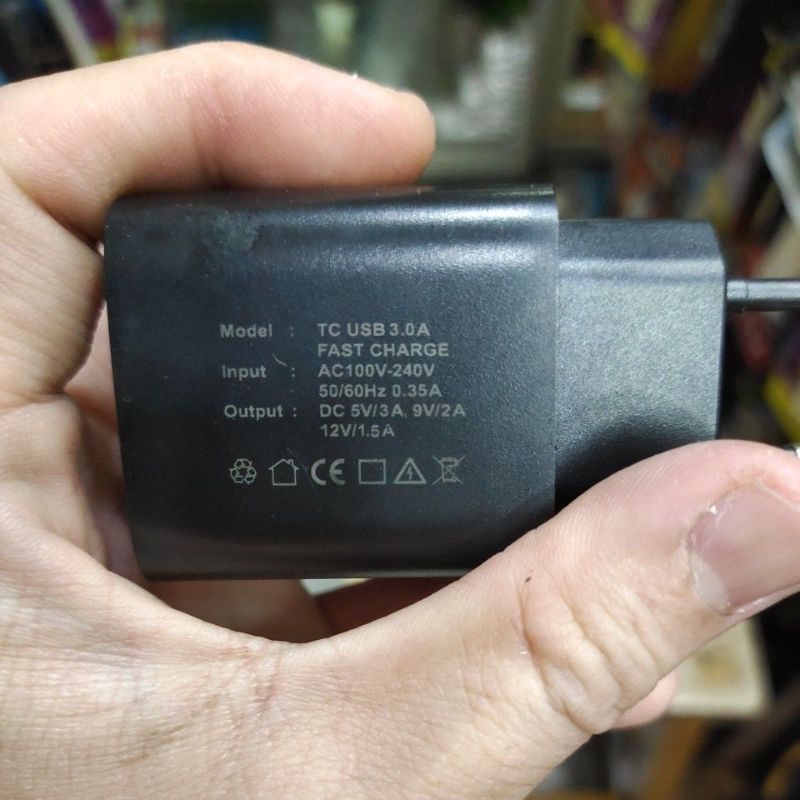 Model : TC USB 3.0A
FAST CHARGE
Input : AC100V-240V
50/60Hz 0.35A
Output : DC 5V/3A, 9V/2A
12V/1.5A
CE